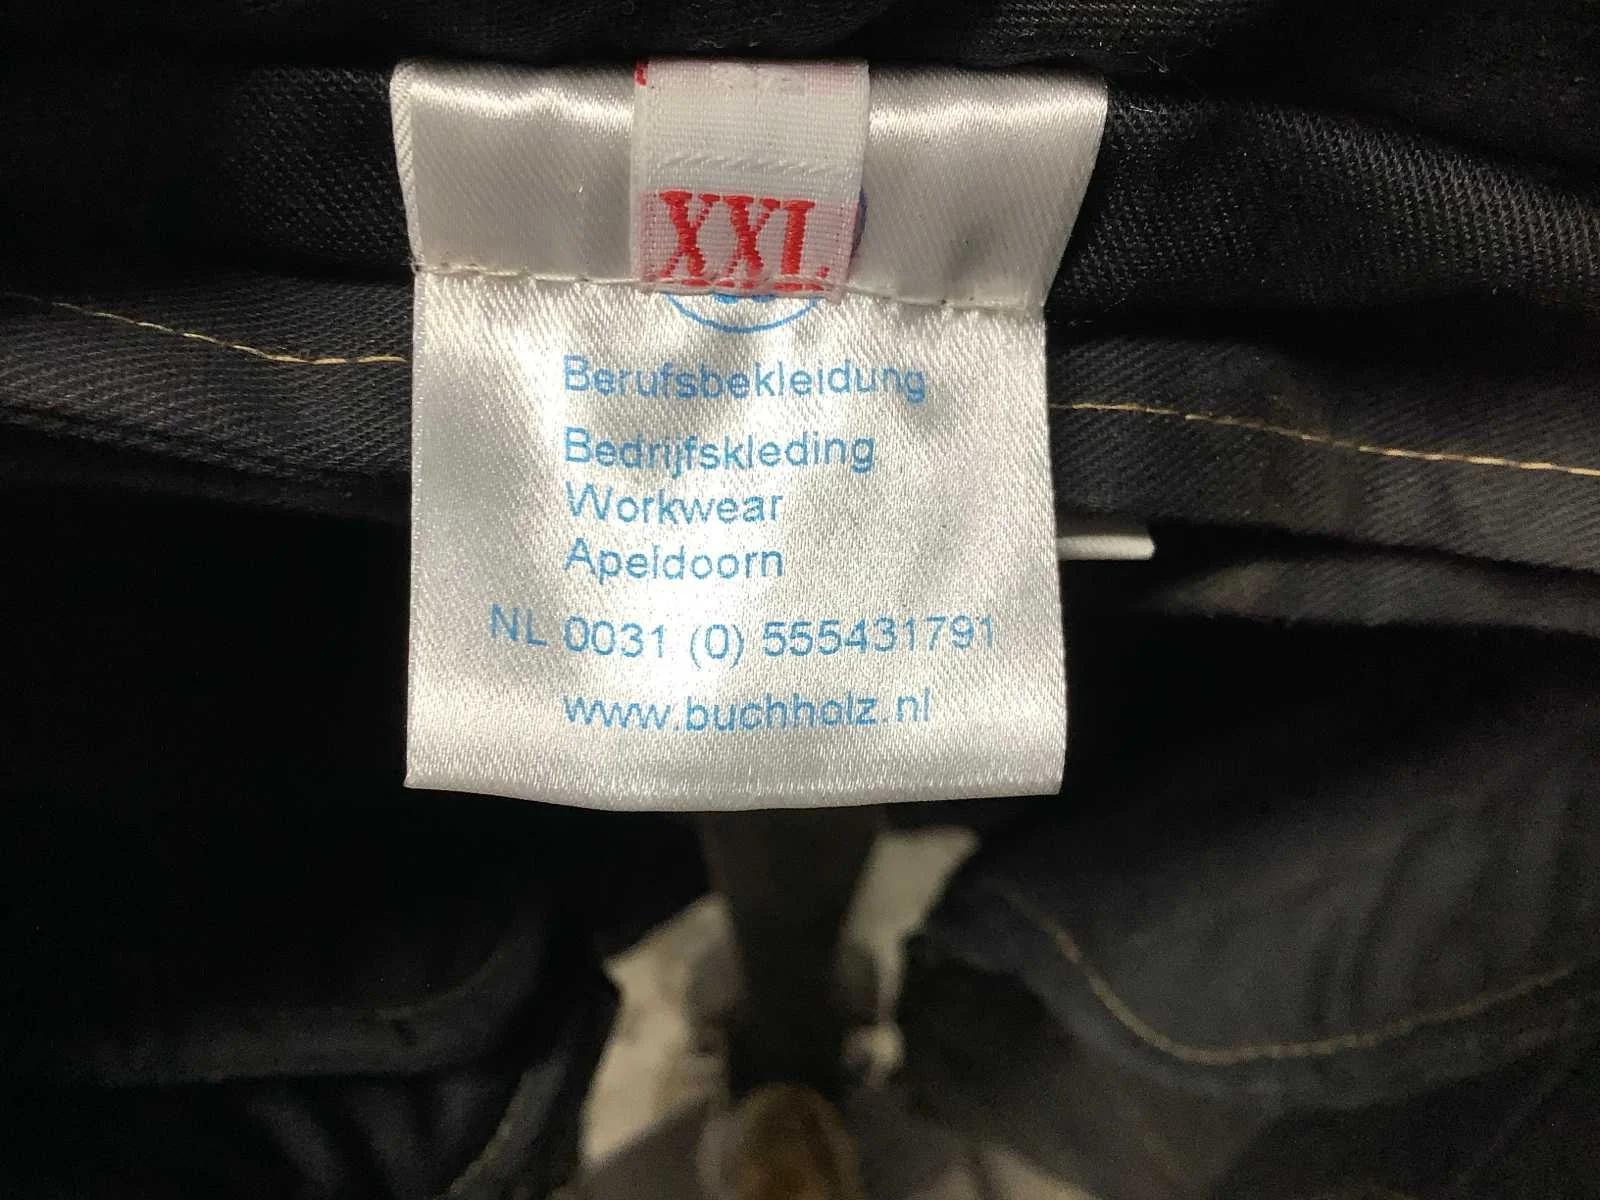 XXL
Berufsbekleidung
Bedrijfskleding
Workwear
Apeldoorn
NL 0031 (0) 555431791
www.buchholz.nl